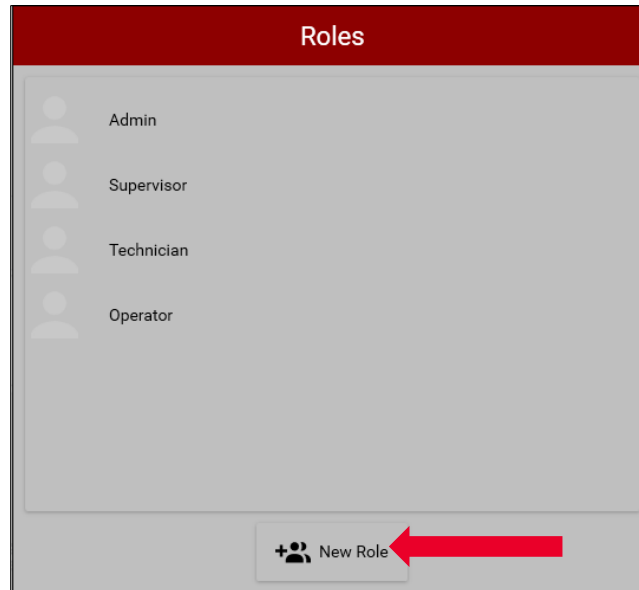 Roles
Admin
Supervisor
Technician
Operator
New Role